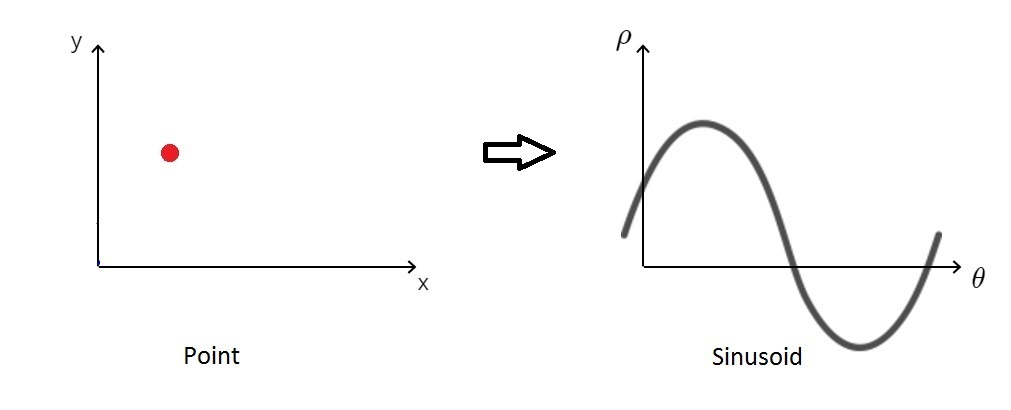 y
x
Point
ρ
θ
Sinusoid